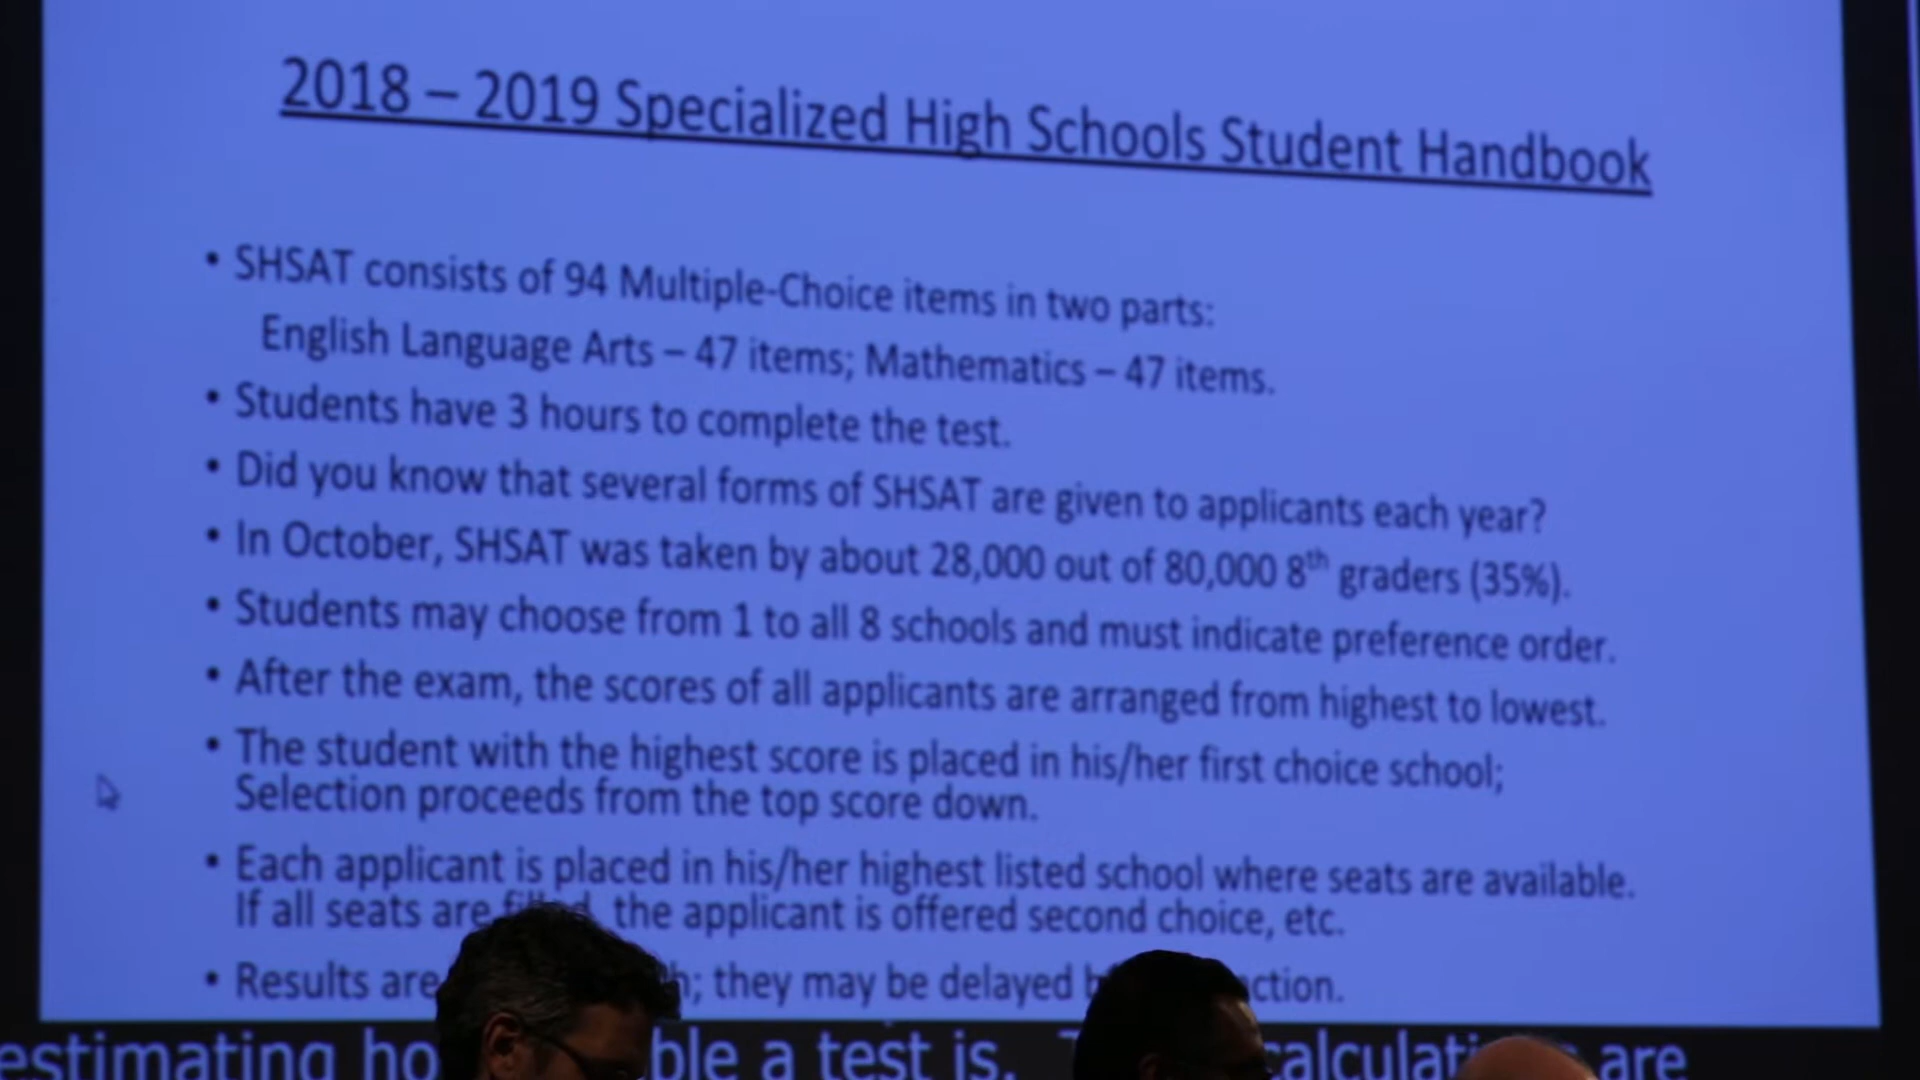 2018 – 2019 Specialized High Schools Student Handbook
• SHSAT consists of 94 Multiple-Choice items in two parts:
English Language Arts – 47 items; Mathematics – 47 items.
• Students have 3 hours to complete the test.
• Did you know that several forms of SHSAT are given to applicants each year?
• In October, SHSAT was taken by about 28,000 out of 80,000 8th graders (35%).
• Students may choose from 1 to all 8 schools and must indicate preference order.
• After the exam, the scores of all applicants are arranged from highest to lowest.
• The student with the highest score is placed in his/her first choice school;
Selection proceeds from the top score down.
• Each applicant is placed in his/her highest listed school where seats are available.
If all seats are the applicant is offered second choice, etc.
• Results are they may be delayed
estimating a test is. are